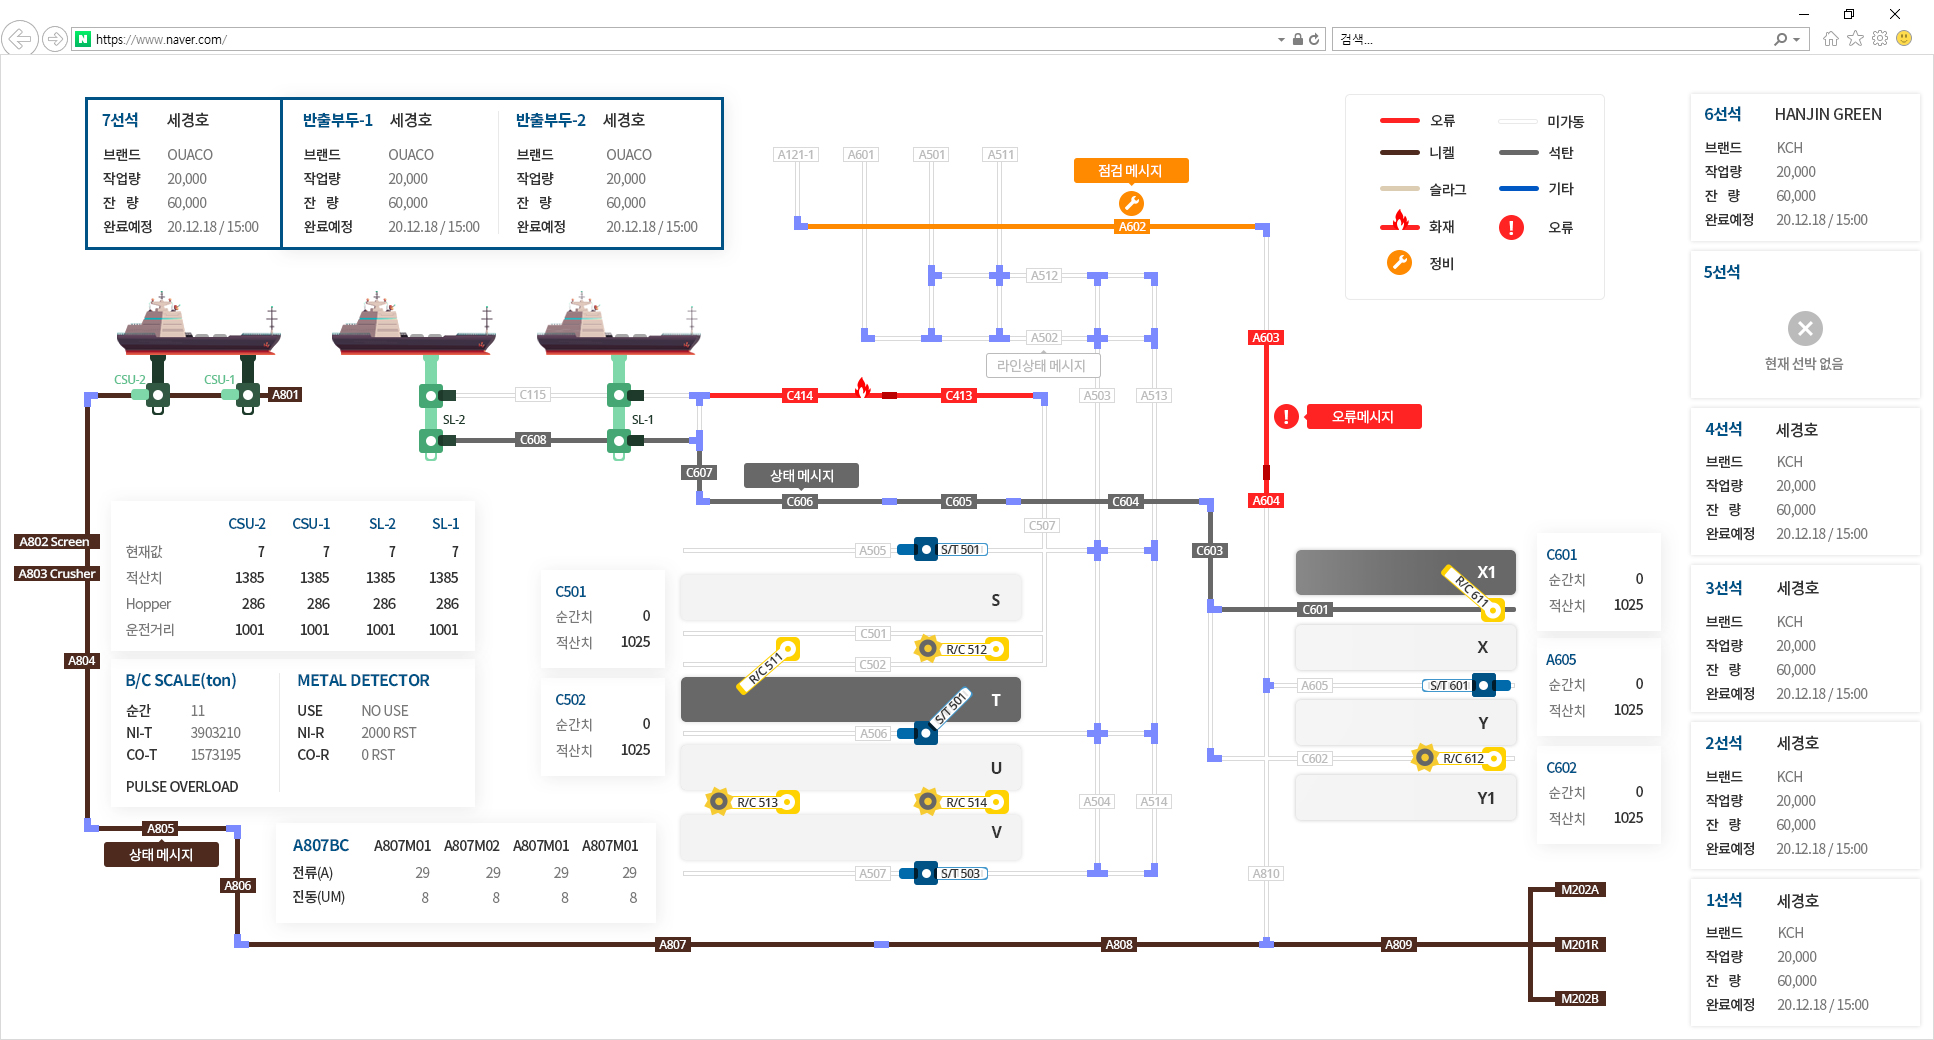 https://www.naver.com/
검색...
7선석 세경호
브랜드 OUACO
작업량 20,000
잔 량 60,000
완료예정 20.12.18 / 15:00
반출부두-1 세경호
브랜드 OUACO
작업량 20,000
잔 량 60,000
완료예정 20.12.18 / 15:00
반출부두-2 세경호
브랜드 OUACO
작업량 20,000
잔 량 60,000
완료예정 20.12.18 / 15:00
A121-1
A601
A501
A511
점검 메시지
A602
A512
A502
라인상태 메시지
A503
A513
오류
미가동
니켈
석탄
슬라그
기타
화재
오류
정비
A603
오류메시지
A604
CSU-2
CSU-1
A801
SL-2
SL-1
C115
C608
C414
C413
C607
상태 메시지
C606
C605
C604
C507
C603
A802 Screen
A803 Crusher
A804
CSU-2 CSU-1 SL-2 SL-1
현재값 7 7 7 7
적산치 1385 1385 1385 1385
Hopper 286 286 286 286
운전거리 1001 1001 1001 1001
B/C SCALE(ton)
순간 11
NI-T 3903210
CO-T 1573195
PULSE OVERLOAD
METAL DETECTOR
USE NO USE
NI-R 2000 RST
CO-R 0 RST
A805
상태 메시지
A806
A807BC A807M01 A807M02 A807M01 A807M01
전류(A) 29 29 29 29
진동(UM) 8 8 8 8
C501
순간치 0
적산치 1025
C502
순간치 0
적산치 1025
A505
S/T 501
S
C501
R/C 511
R/C 512
C502
T
S/T 501
A506
U
R/C 513
R/C 514
V
A507
S/T 503
A504
A514
X1
R/C 611
C601
X
A605
S/T 601
Y
C602
R/C 612
Y1
C601
순간치 0
적산치 1025
A605
순간치 0
적산치 1025
C602
순간치 0
적산치 1025
A810
A807
A808
A809
M202A
M201R
M202B
6선석 HANJIN GREEN
브랜드 KCH
작업량 20,000
잔 량 60,000
완료예정 20.12.18 / 15:00
5선석
현재 선박 없음
4선석 세경호
브랜드 KCH
작업량 20,000
잔 량 60,000
완료예정 20.12.18 / 15:00
3선석 세경호
브랜드 KCH
작업량 20,000
잔 량 60,000
완료예정 20.12.18 / 15:00
2선석 세경호
브랜드 KCH
작업량 20,000
잔 량 60,000
완료예정 20.12.18 / 15:00
1선석 세경호
브랜드 KCH
작업량 20,000
잔 량 60,000
완료예정 20.12.18 / 15:00